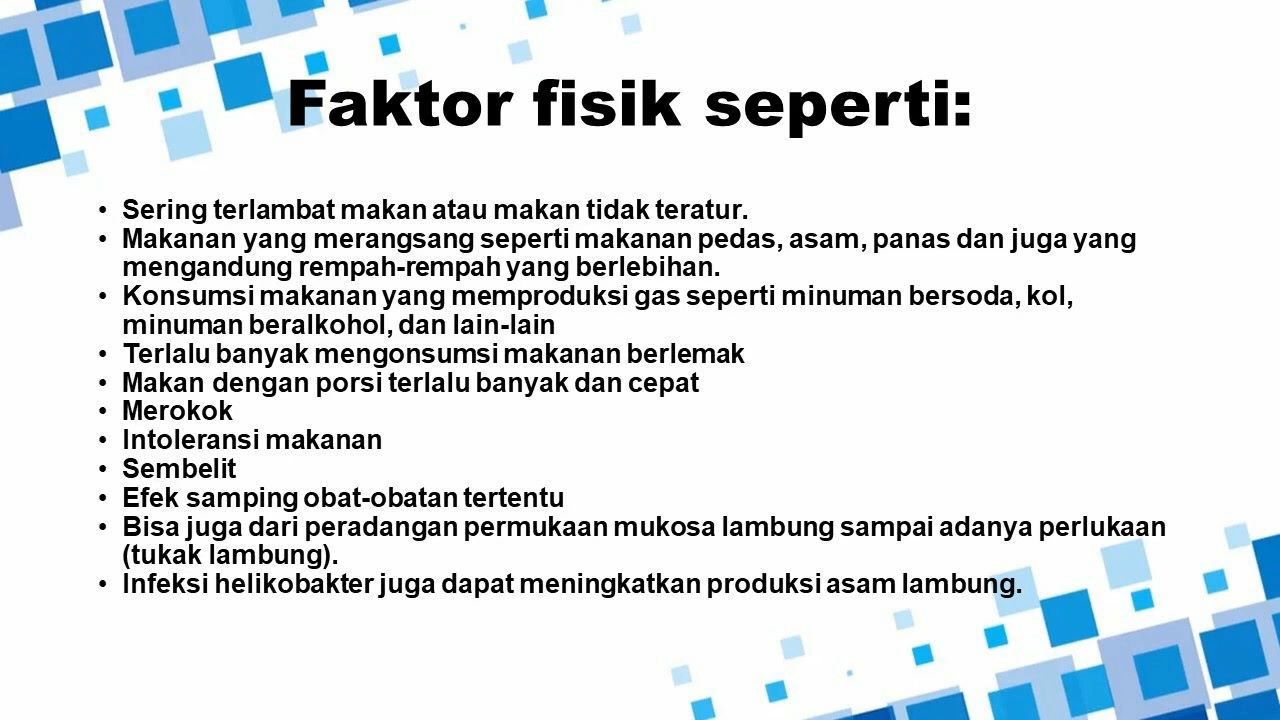 Faktor fisik seperti:
• Sering terlambat makan atau makan tidak teratur.
• Makanan yang merangsang seperti makanan pedas, asam, panas dan juga yang
mengandung rempah-rempah yang berlebihan.
• Konsumsi makanan yang memproduksi gas seperti minuman bersoda, kol,
minuman beralkohol, dan lain-lain
• Terlalu banyak mengonsumsi makanan berlemak
• Makan dengan porsi terlalu banyak dan cepat
• Merokok
• Intoleransi makanan
• Sembelit
• Efek samping obat-obatan tertentu
• Bisa juga dari peradangan permukaan mukosa lambung sampai adanya perlukaan
(tukak lambung).
• Infeksi helikobakter juga dapat meningkatkan produksi asam lambung.